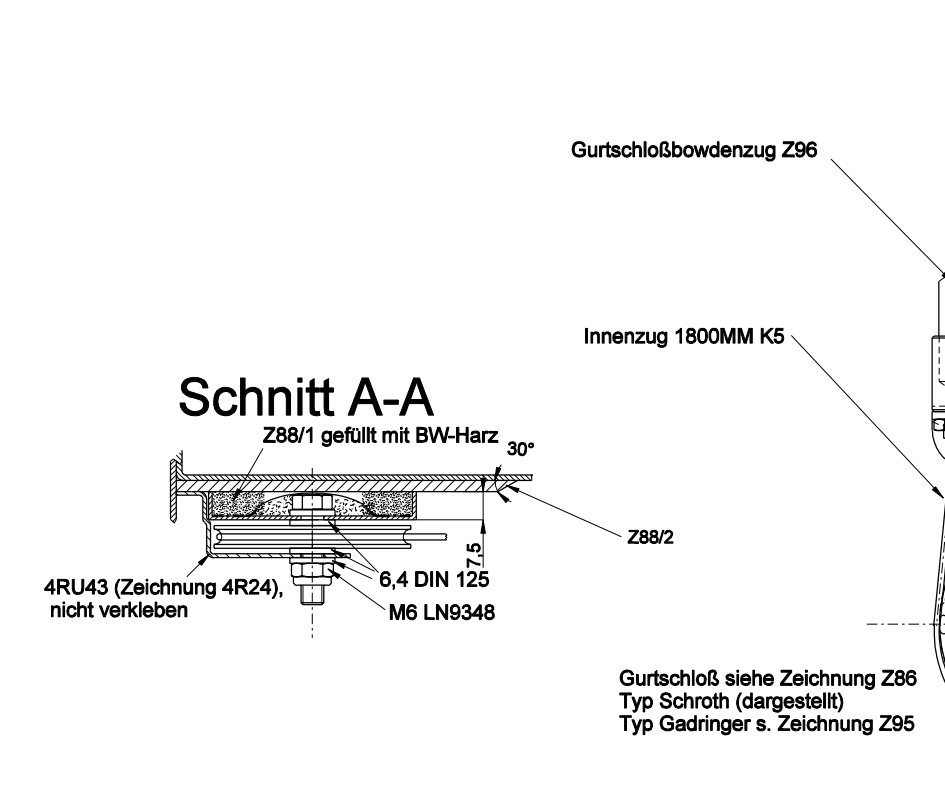 Gurtschloßbowdenzug Z96
Innenzug 1800MM K5
Schnitt A-A
Z88/1 gefüllt mit BW-Harz
30°
Z88/2
7,5
6,4 DIN 125
4RU43 (Zeichnung 4R24),
nicht verkleben
M6 LN9348
Gurtschloß siehe Zeichnung Z86
Typ Schroth (dargestellt)
Typ Gadringer s. Zeichnung Z95